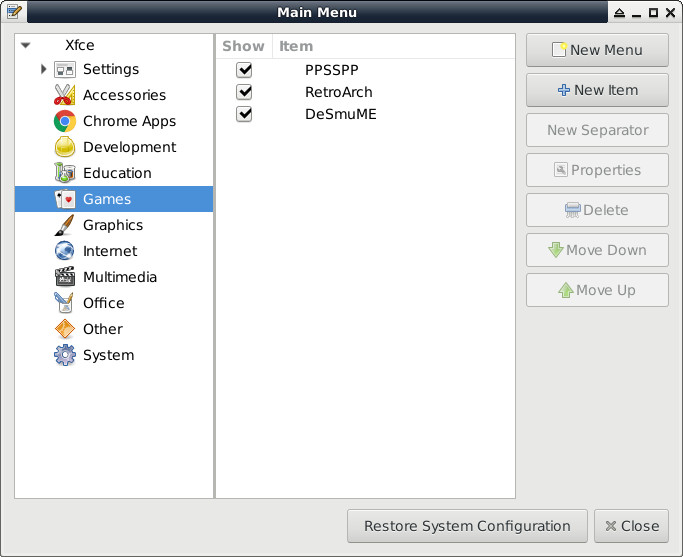 Main Menu
Xfce
Settings
Accessories
Chrome Apps
Development
Education
Games
Graphics
Internet
Multimedia
Office
Other
System
Show Item
PPSSPP
RetroArch
DeSmuME
New Menu
New Item
New Separator
Properties
Delete
Move Down
Move Up
Restore System Configuration
Close